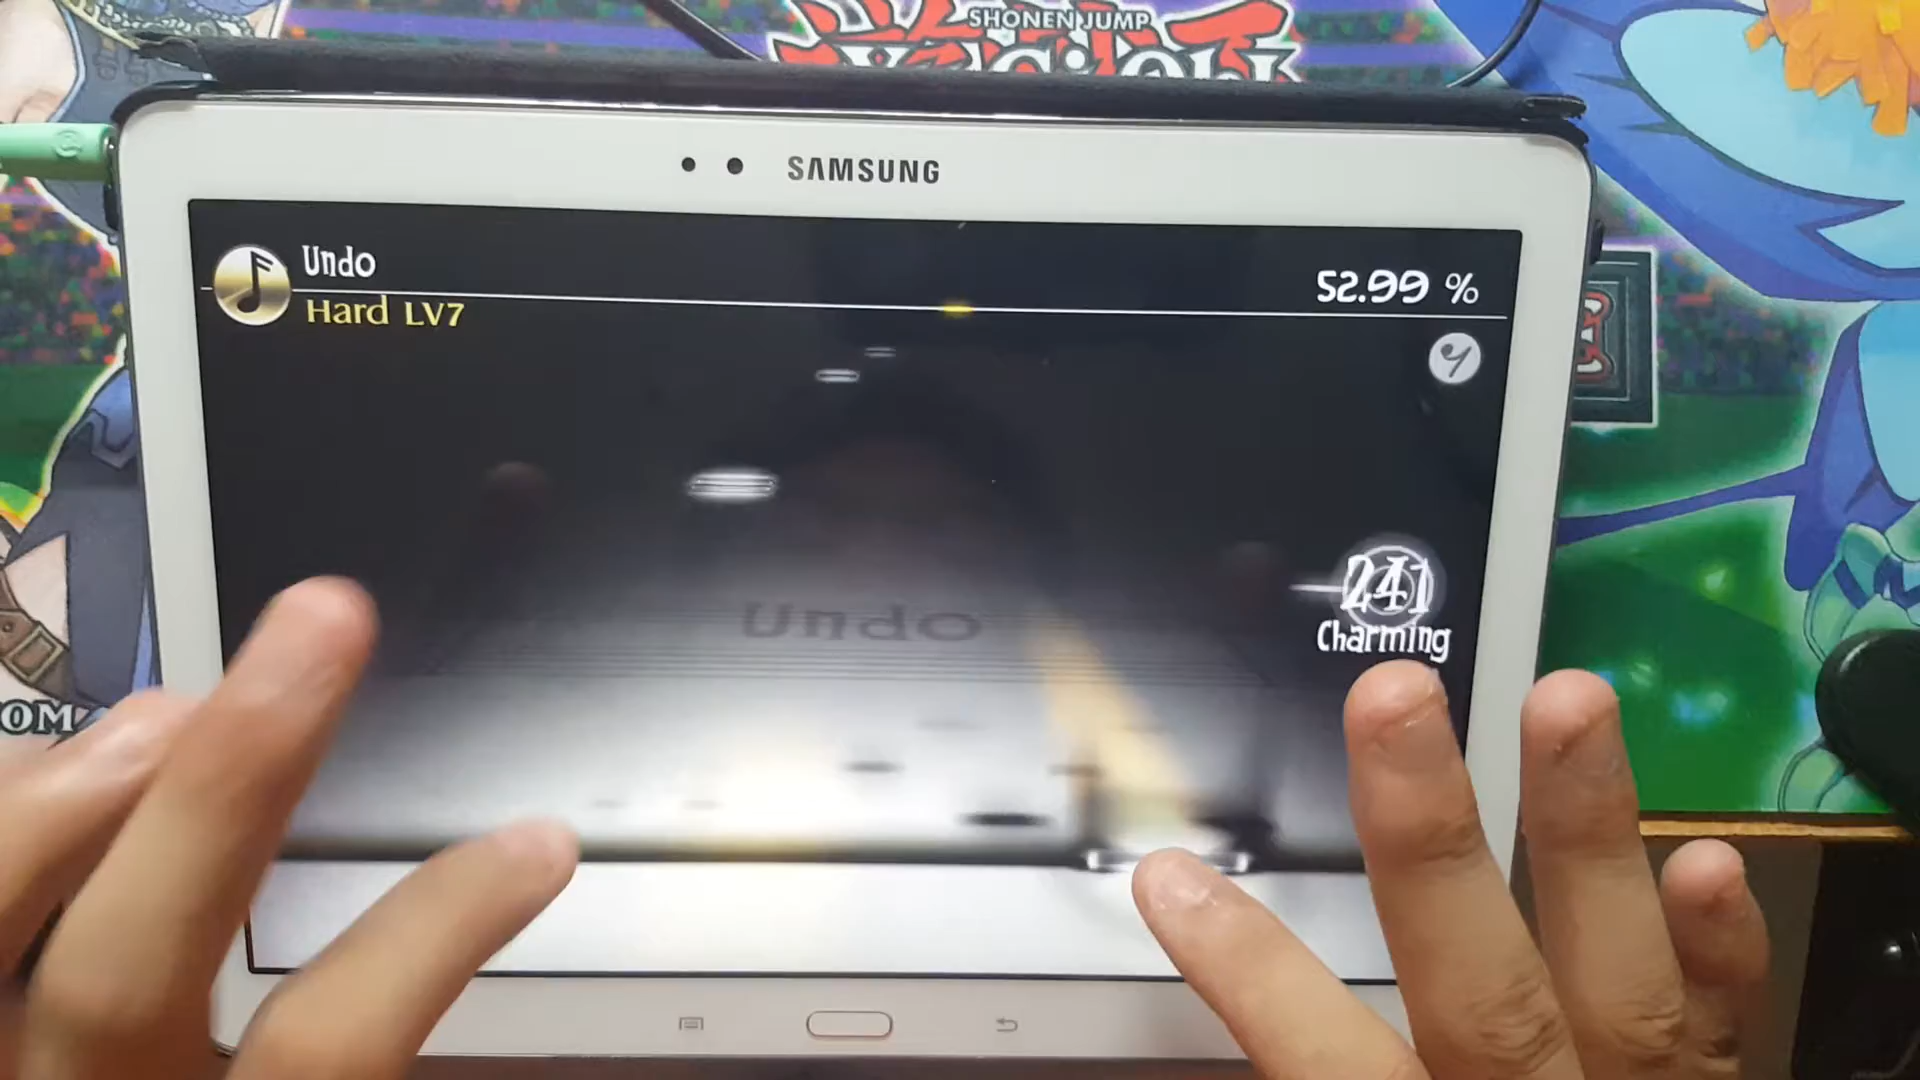 SHONEN JUMP
SAMSUNG
Undo
Hard LV7
52.99 %
241
Charming
Undo